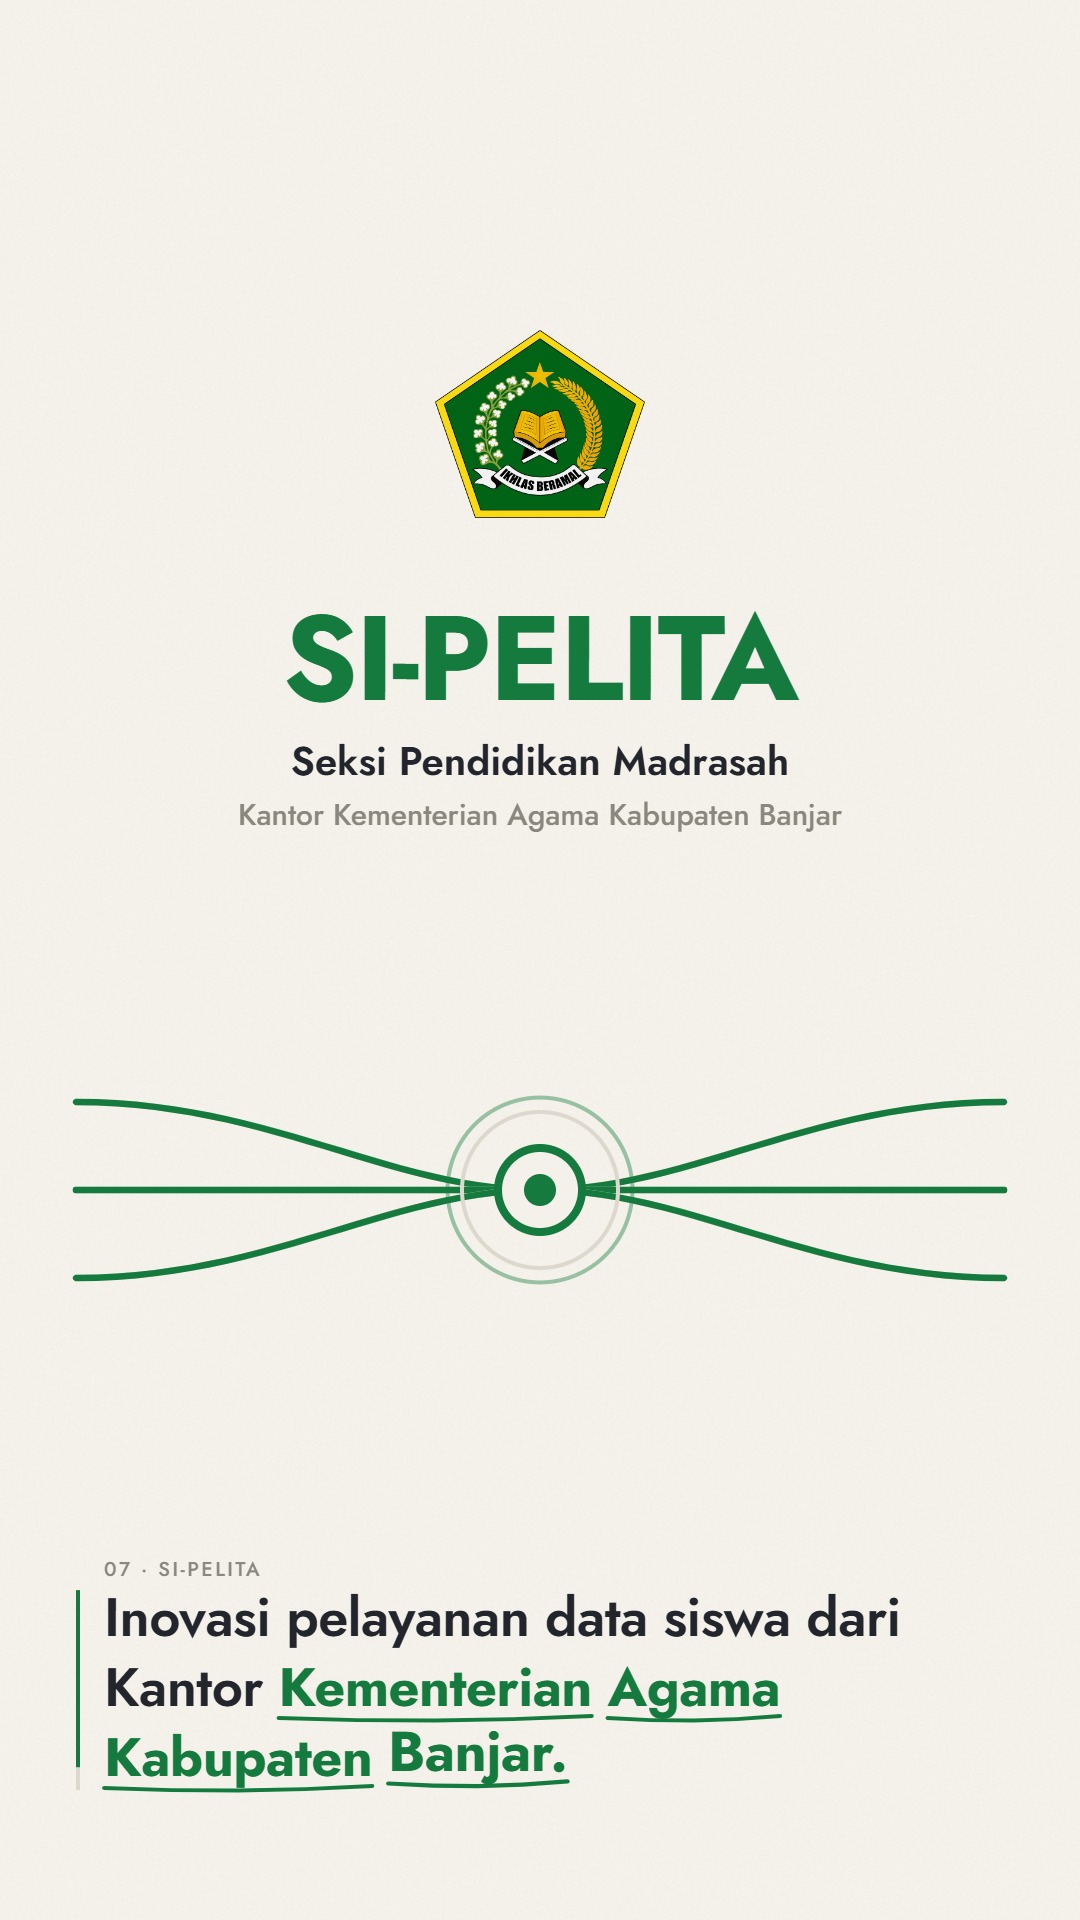 IKHLAS BERAMAL
SI-PELITA
Seksi Pendidikan Madrasah
Kantor Kementerian Agama Kabupaten Banjar
07 · SI-PELITA
Inovasi pelayanan data siswa dari
Kantor Kementerian Agama
Kabupaten Banjar.